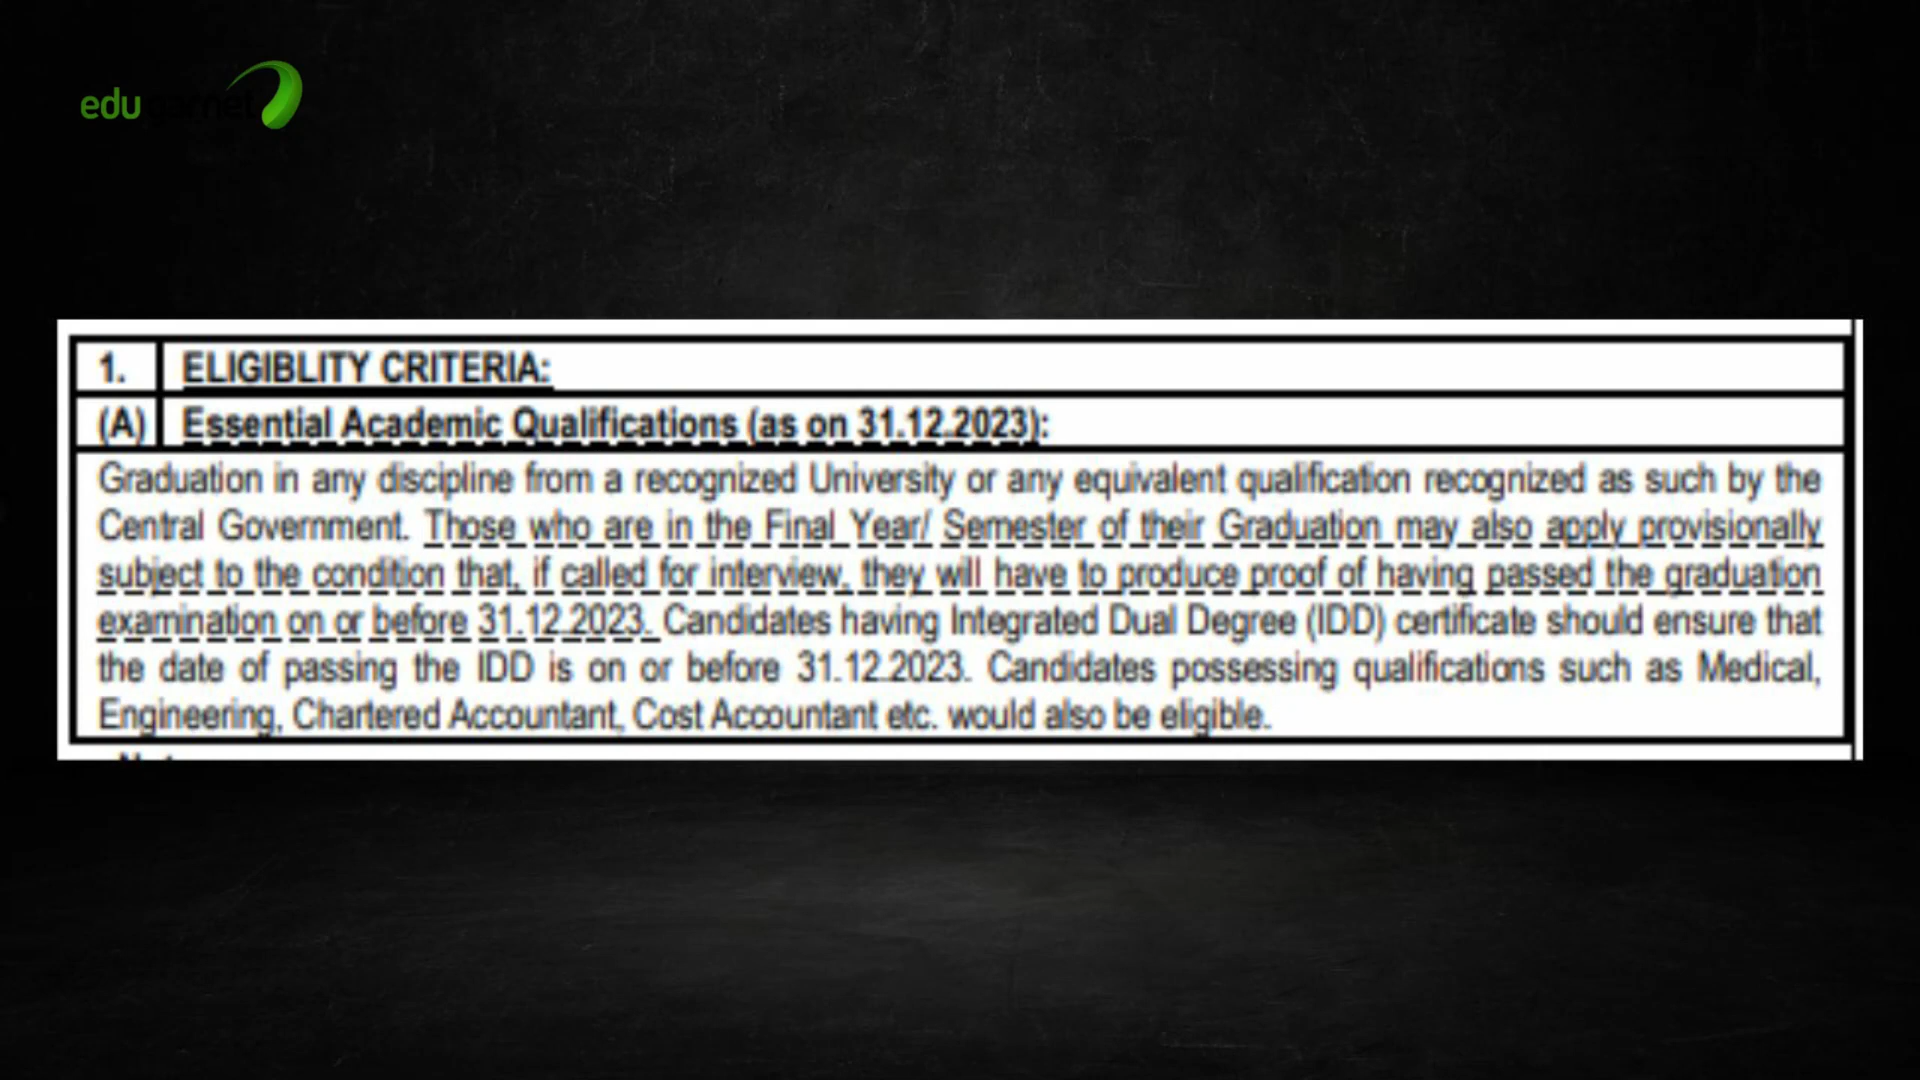 edu garnet
1. ELIGIBLITY CRITERIA:
(A) Essential Academic Qualifications (as on 31.12.2023):
Graduation in any discipline from a recognized University or any equivalent qualification recognized as such by the
Central Government. Those who are in the Final Year/ Semester of their Graduation may also apply provisionally
subject to the condition that, if called for interview, they will have to produce proof of having passed the graduation
examination on or before 31.12.2023. Candidates having Integrated Dual Degree (IDD) certificate should ensure that
the date of passing the IDD is on or before 31.12.2023. Candidates possessing qualifications such as Medical,
Engineering, Chartered Accountant, Cost Accountant etc. would also be eligible.